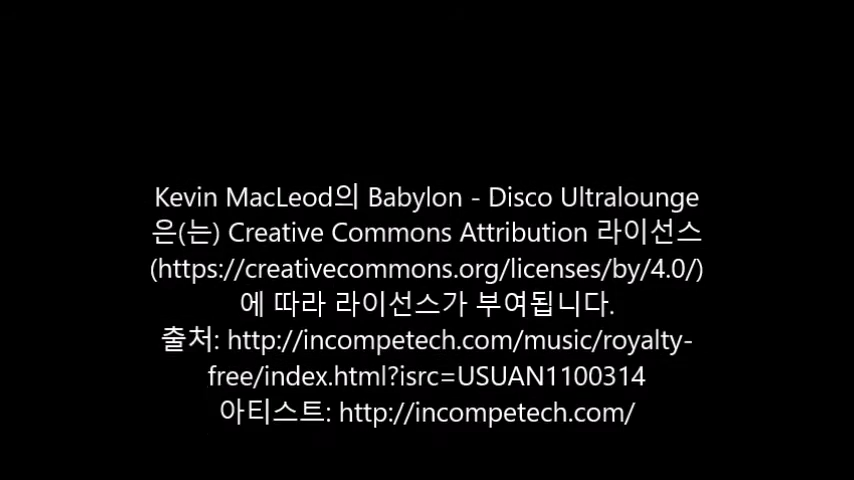 Kevin MacLeod의 Babylon - Disco Ultralounge
은(는) Creative Commons Attribution 라이선스
(https://creativecommons.org/licenses/by/4.0/)
에 따라 라이선스가 부여됩니다.
출처: http://incompetech.com/music/royalty-
free/index.html?isrc=USUAN1100314
아티스트: http://incompetech.com/